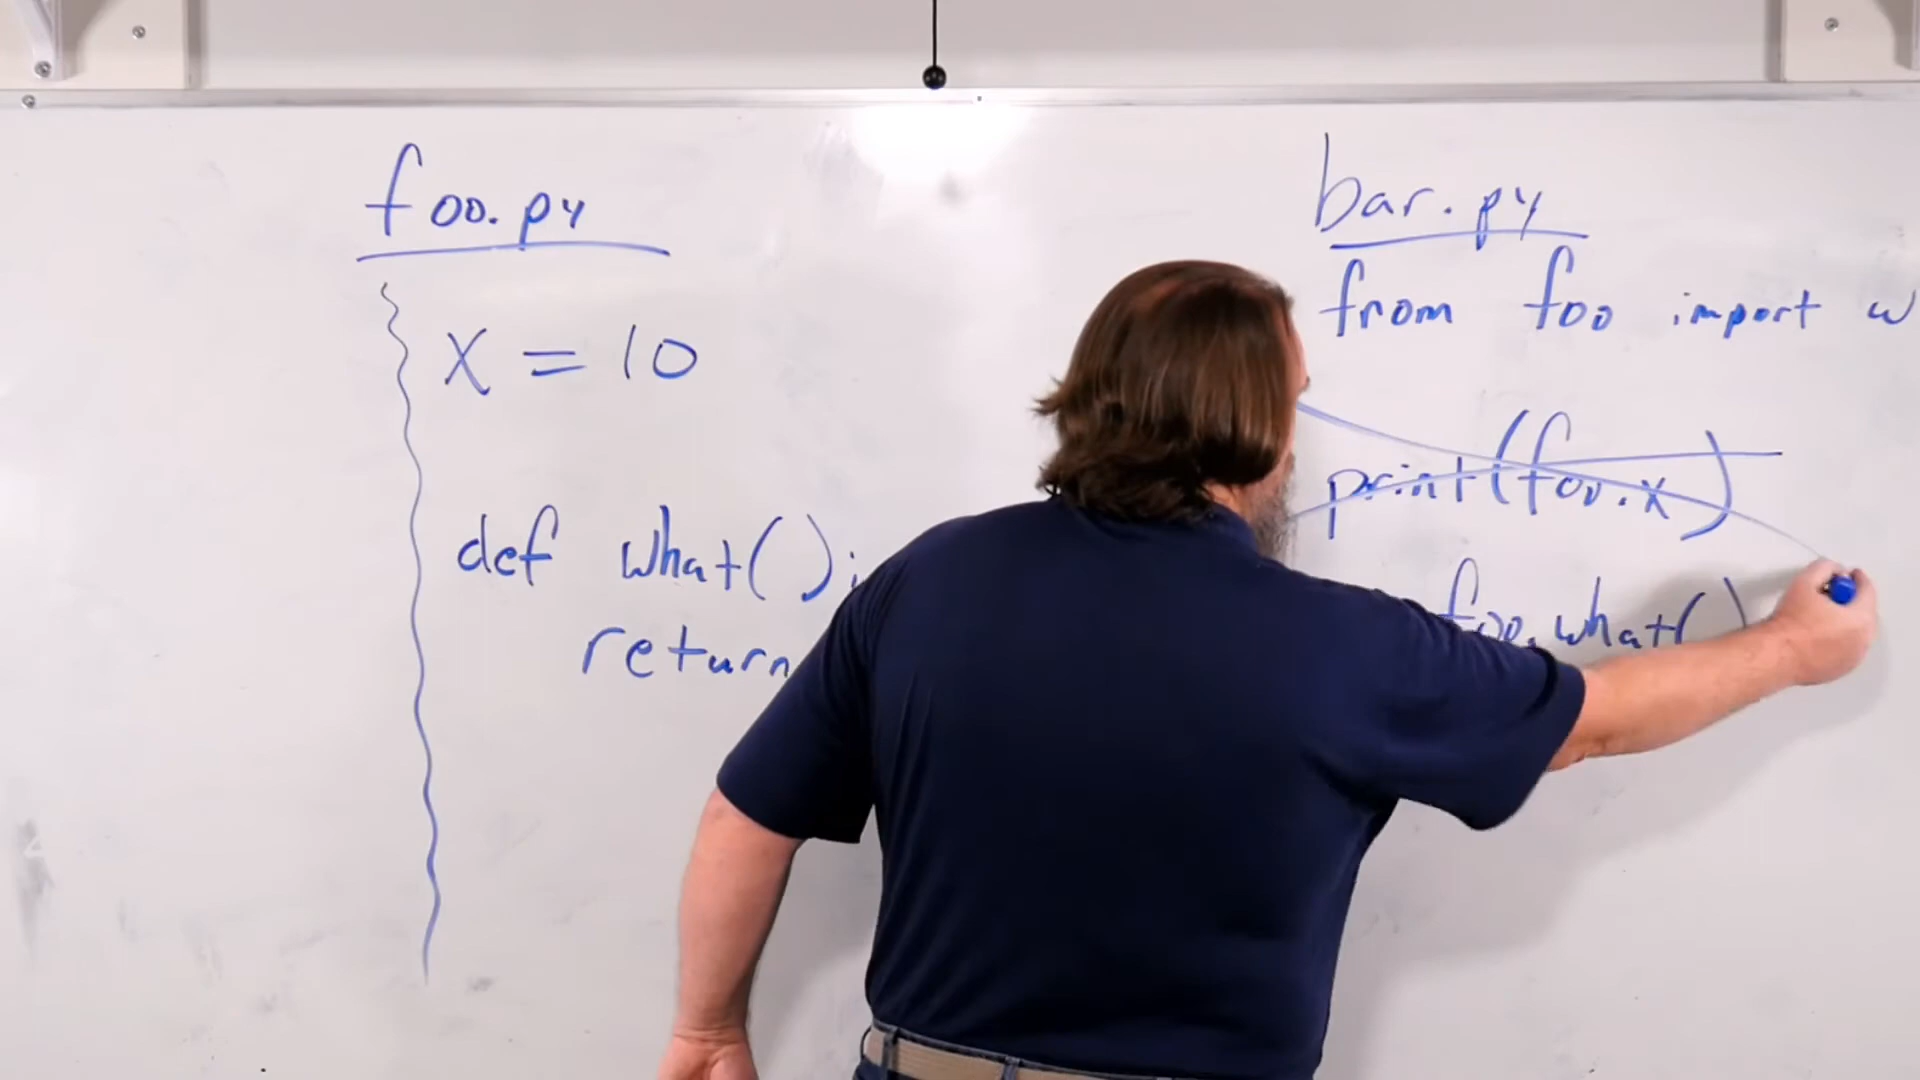 foo.py
x = 10
def what():
return
bar.py
from foo import w
print(foo.x)
foo.what()